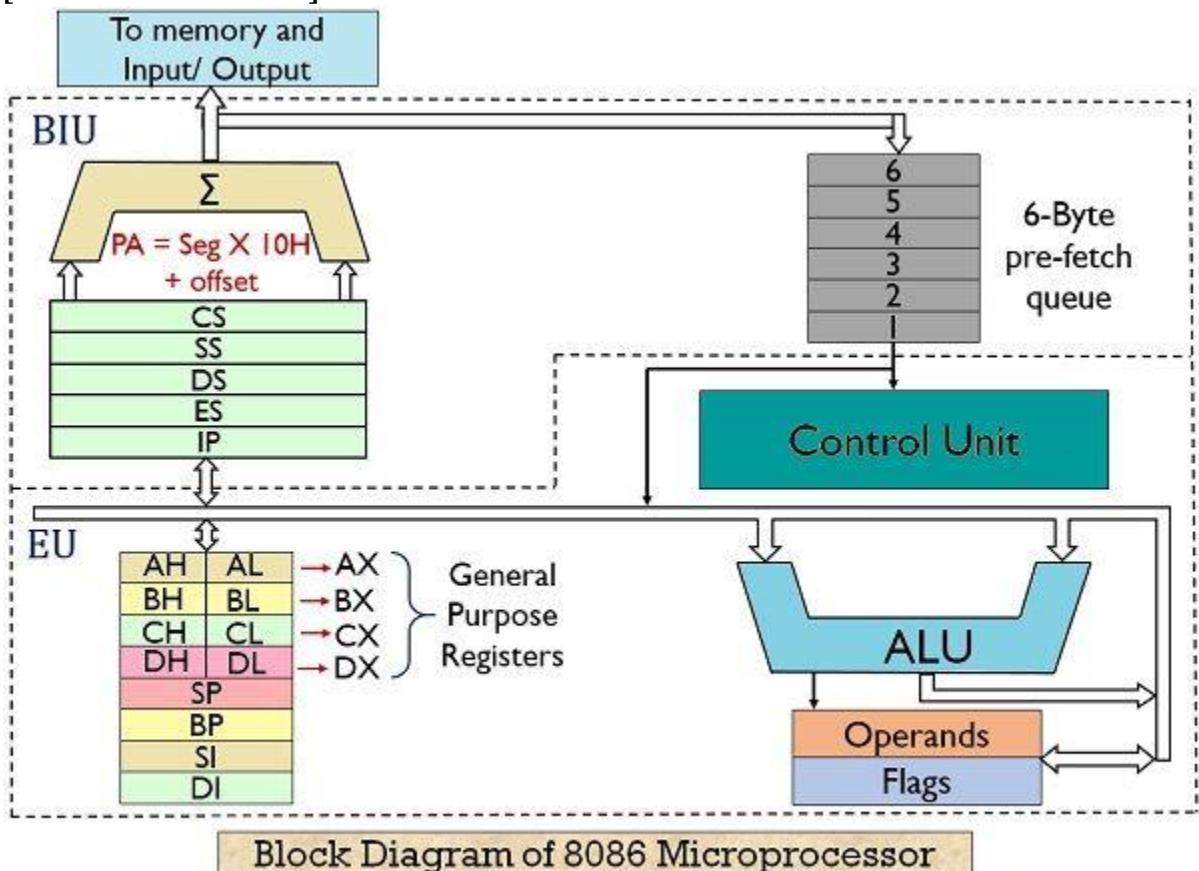 To memory and
Input/ Output
BIU
Σ
PA = Seg X 10H
+ offset
CS
SS
DS
ES
IP
6
5
4
3
2
1
6-Byte
pre-fetch
queue
Control Unit
EU
AH AL → AX
BH BL → BX
CH CL → CX
DH DL → DX
SP
BP
SI
DI
General
Purpose
Registers
ALU
Operands
Flags
Block Diagram of 8086 Microprocessor